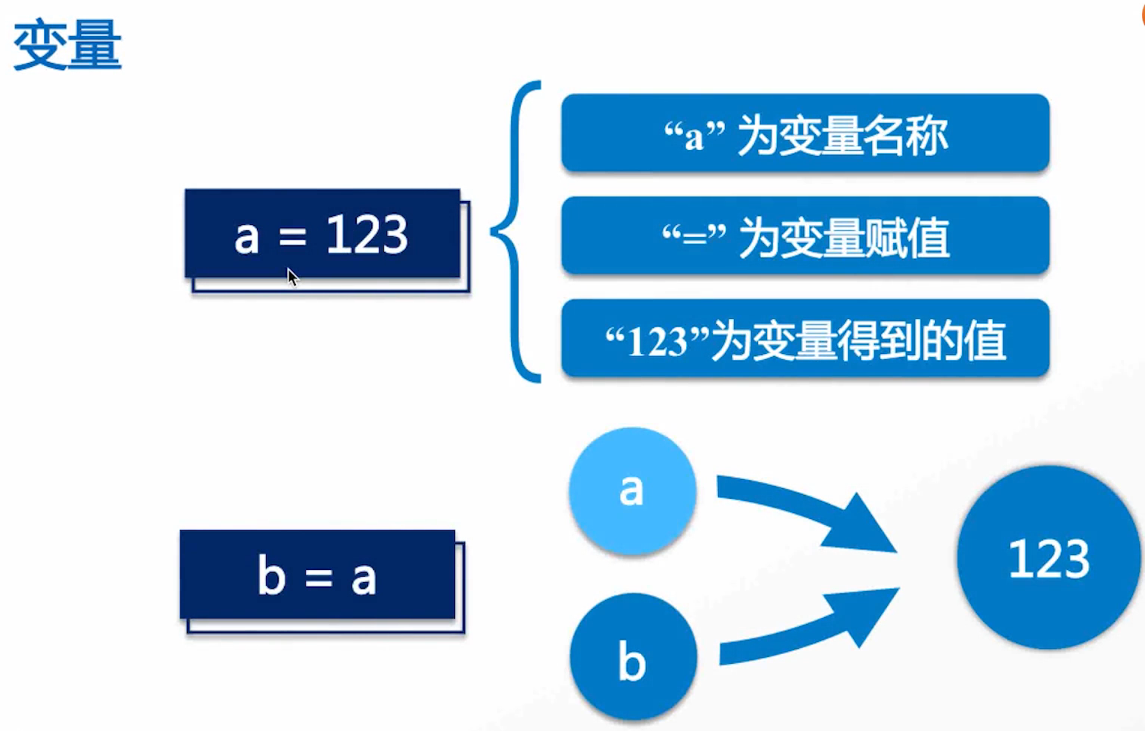 变量
a = 123
“a” 为变量名称
“=” 为变量赋值
“123”为变量得到的值
b = a
a
b
123